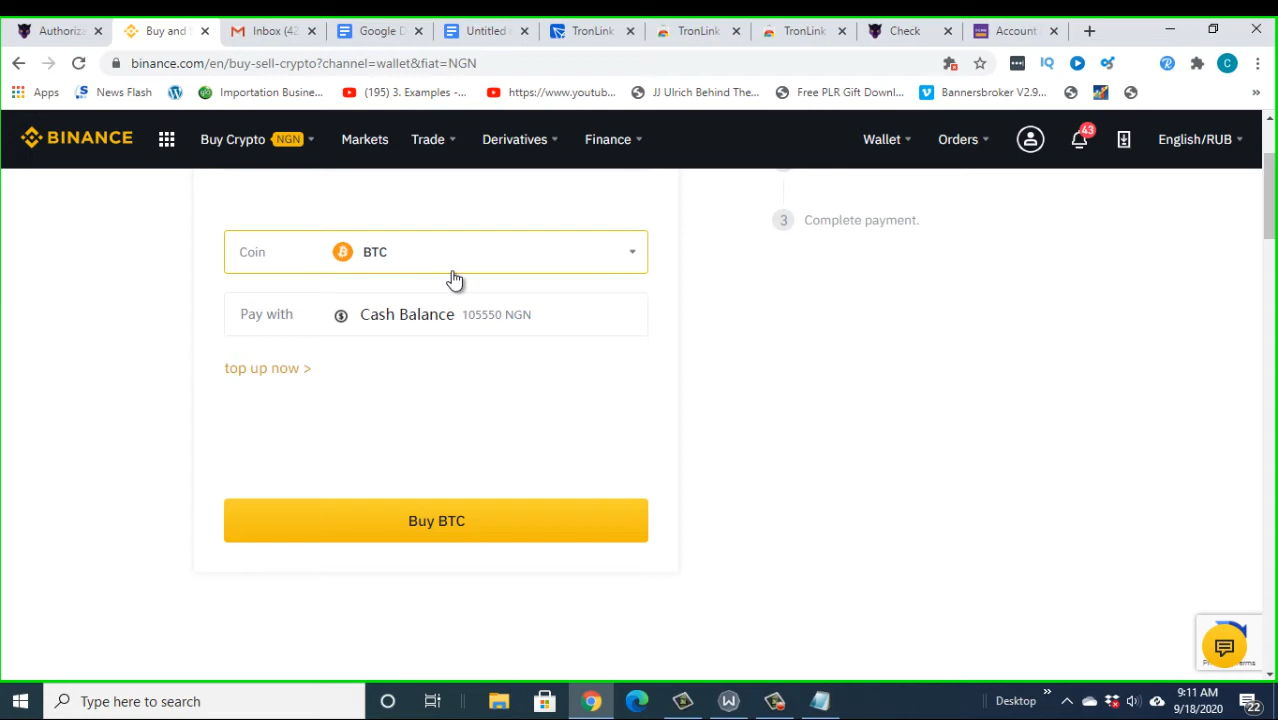 Authoriz
Buy and
Inbox (42
Google D
Untitled
TronLink
TronLink
TronLink
Check
Account
binance.com/en/buy-sell-crypto?channel=wallet&fiat=NGN
Apps
News Flash
Importation Busine...
(195) 3. Examples -...
https://www.youtub...
JJ Ulrich Behind The...
Free PLR Gift Downl...
Bannersbroker V2.9...
BINANCE
Buy Crypto NGN
Markets
Trade
Derivatives
Finance
Wallet
Orders
43
English/RUB
3 Complete payment.
Coin BTC
Pay with Cash Balance 105550 NGN
top up now >
Buy BTC
Type here to search
Desktop
9:11 AM
9/18/2020
22